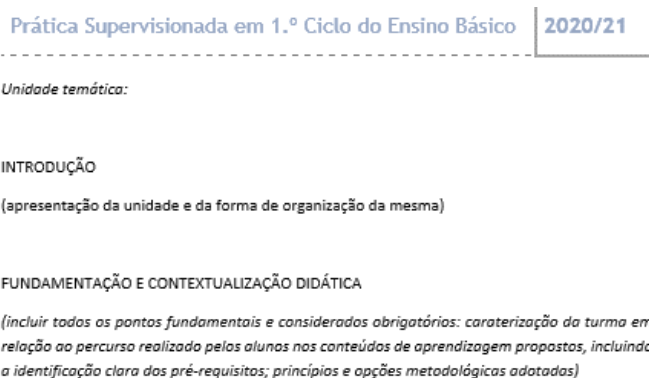 Prática Supervisionada em 1.º Ciclo do Ensino Básico 2020/21
Unidade temática:
INTRODUÇÃO
(apresentação da unidade e da forma de organização da mesma)
FUNDAMENTAÇÃO E CONTEXTUALIZAÇÃO DIDÁTICA
(incluir todos os pontos fundamentais e considerados obrigatórios: caraterização da turma em
relação ao percurso realizado pelos alunos nos conteúdos de aprendizagem propostos, incluindo
a identificação clara dos pré-requisitos; princípios e opções metodológicas adotadas)